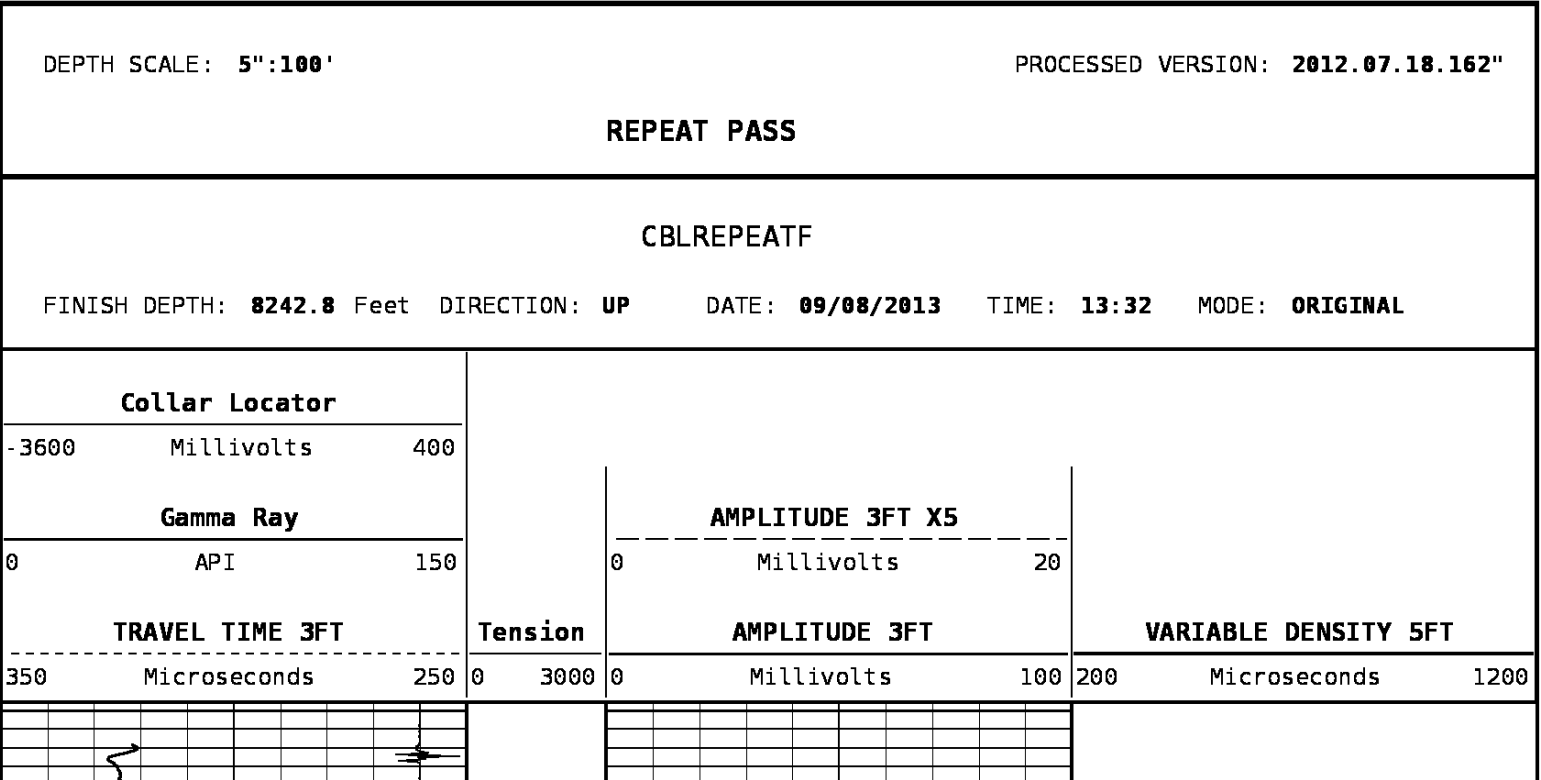 DEPTH SCALE: 5":100' PROCESSED VERSION: 2012.07.18.162"
REPEAT PASS
CBLREPEATF
FINISH DEPTH: 8242.8 Feet DIRECTION: UP DATE: 09/08/2013 TIME: 13:32 MODE: ORIGINAL
Collar Locator
-3600 Millivolts 400
Gamma Ray AMPLITUDE 3FT X5
0 API 150 0 Millivolts 20
TRAVEL TIME 3FT Tension AMPLITUDE 3FT VARIABLE DENSITY 5FT
350 Microseconds 250 0 3000 0 Millivolts 100 200 Microseconds 1200